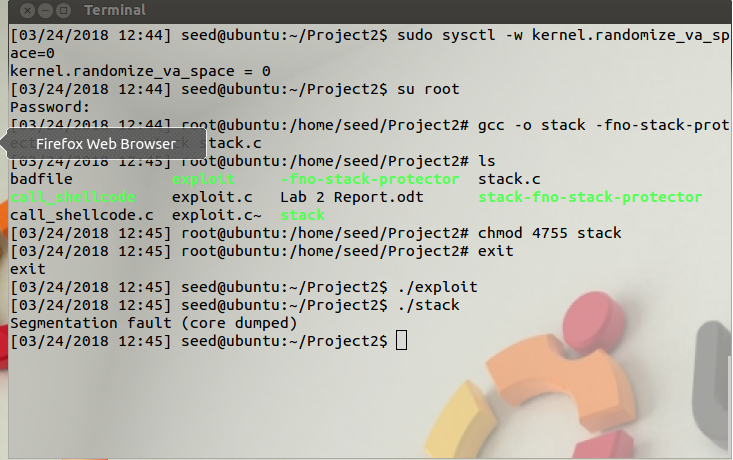 Terminal
[03/24/2018 12:44] seed@ubuntu:~/Project2$ sudo sysctl -w kernel.randomize_va_sp
ace=0
kernel.randomize_va_space = 0
[03/24/2018 12:44] seed@ubuntu:~/Project2$ su root
Password:
[03/24/2018 12:44] root@ubuntu:/home/seed/Project2# gcc -o stack -fno-stack-prot
ec
Firefox Web Browser
stack.c
[03/24/2018 12:45] root@ubuntu:/home/seed/Project2# ls
badfile exploit -fno-stack-protector stack.c
call_shellcode exploit.c Lab 2 Report.odt stack-fno-stack-protector
call_shellcode.c exploit.c~ stack
[03/24/2018 12:45] root@ubuntu:/home/seed/Project2# chmod 4755 stack
[03/24/2018 12:45] root@ubuntu:/home/seed/Project2# exit
exit
[03/24/2018 12:45] seed@ubuntu:~/Project2$ ./exploit
[03/24/2018 12:45] seed@ubuntu:~/Project2$ ./stack
Segmentation fault (core dumped)
[03/24/2018 12:45] seed@ubuntu:~/Project2$